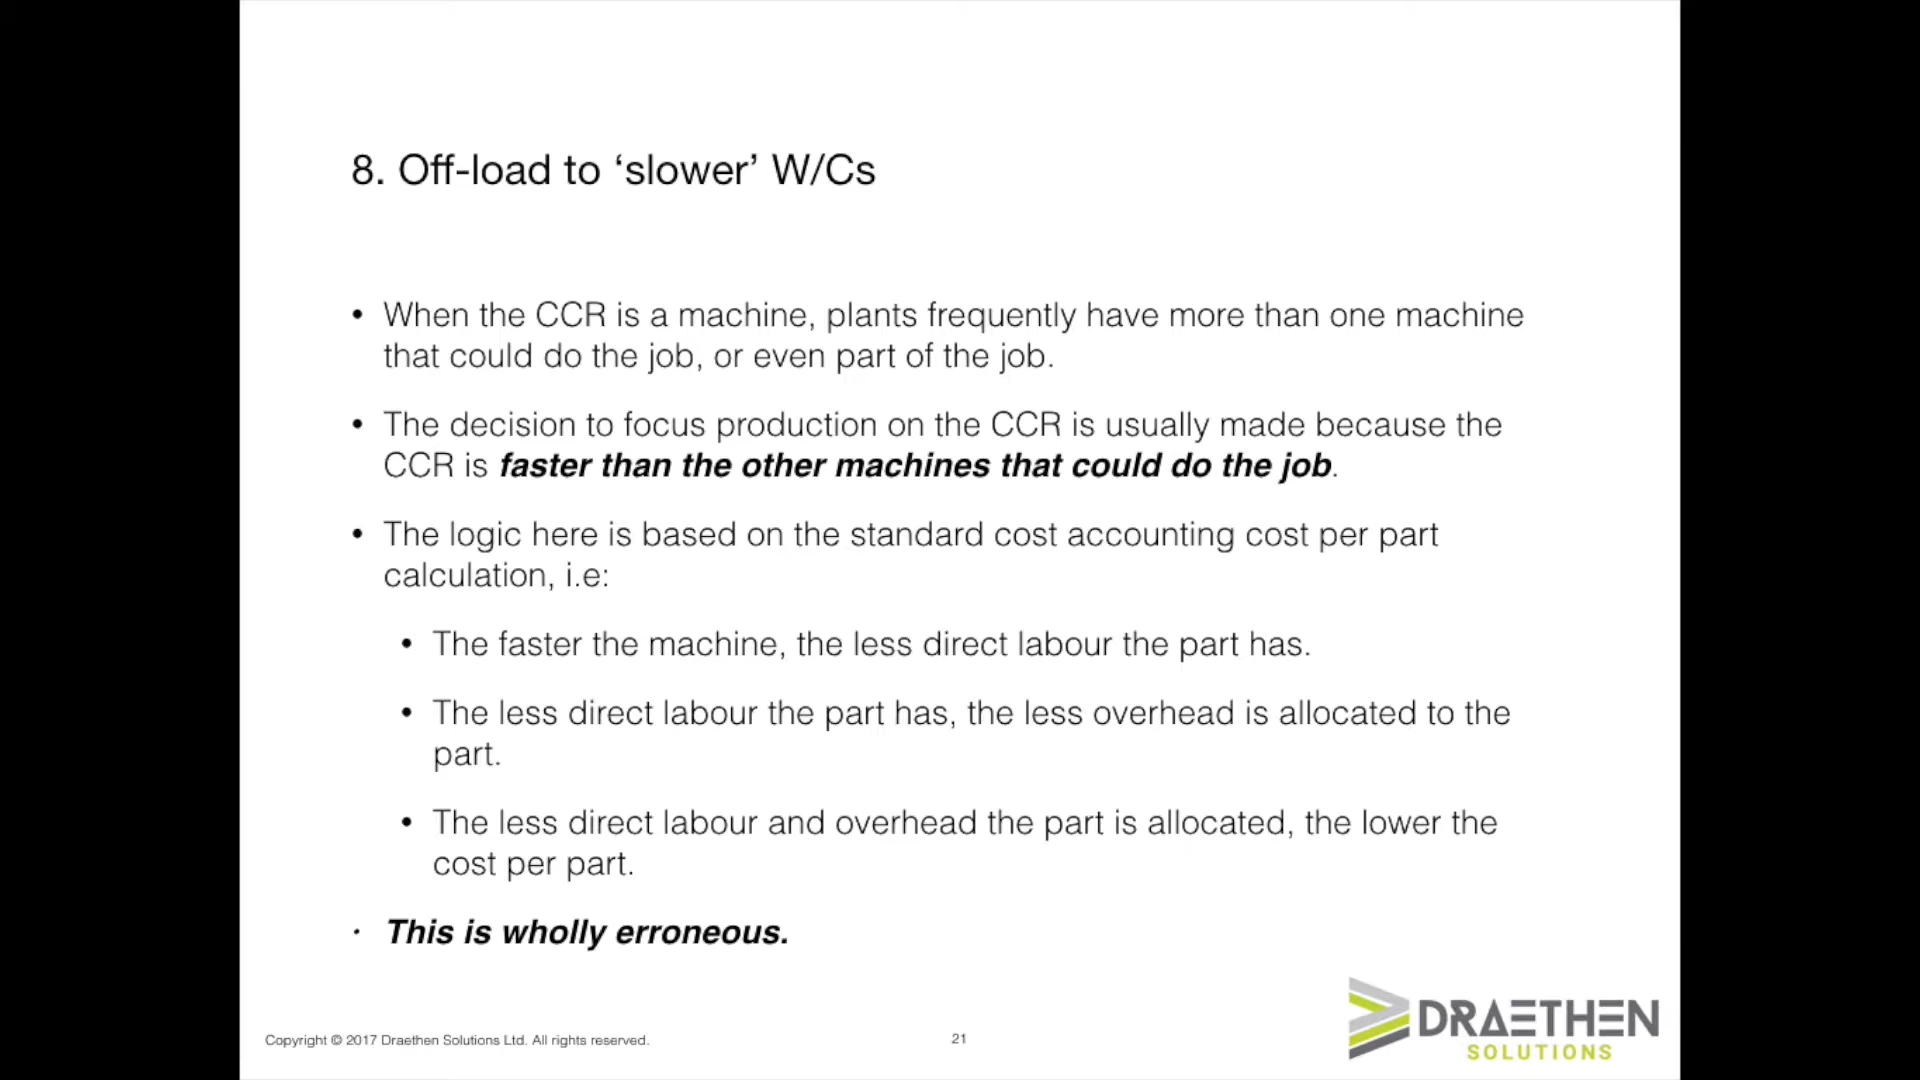 8. Off-load to ‘slower’ W/Cs
• When the CCR is a machine, plants frequently have more than one machine
that could do the job, or even part of the job.
• The decision to focus production on the CCR is usually made because the
CCR is faster than the other machines that could do the job.
• The logic here is based on the standard cost accounting cost per part
calculation, i.e:
• The faster the machine, the less direct labour the part has.
• The less direct labour the part has, the less overhead is allocated to the
part.
• The less direct labour and overhead the part is allocated, the lower the
cost per part.
• This is wholly erroneous.
Copyright © 2017 Draethen Solutions Ltd. All rights reserved.
21
DRAETHEN
SOLUTIONS